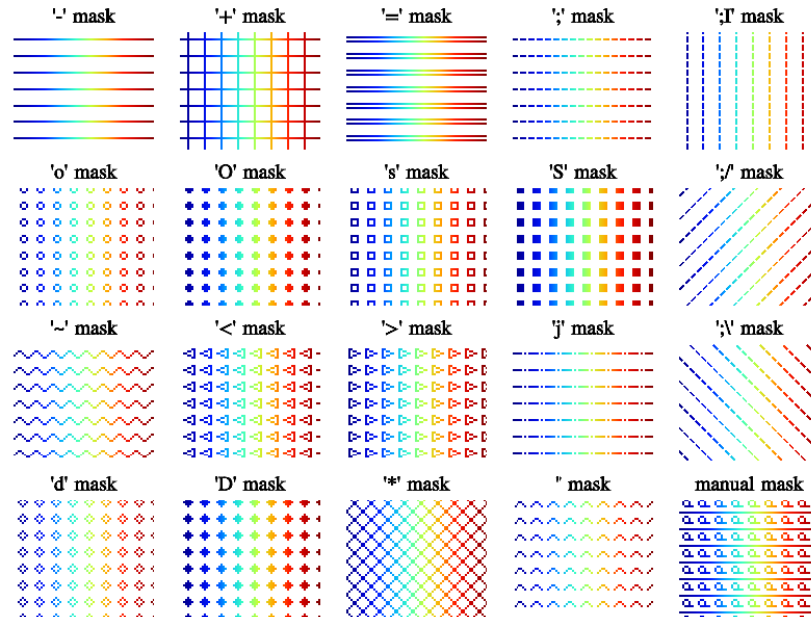 '-' mask
'+' mask
'=' mask
';' mask
';I' mask
'o' mask
'O' mask
's' mask
'S' mask
';/' mask
'~' mask
'<' mask
'>' mask
'j' mask
';\' mask
'd' mask
'D' mask
'*' mask
'' mask
manual mask